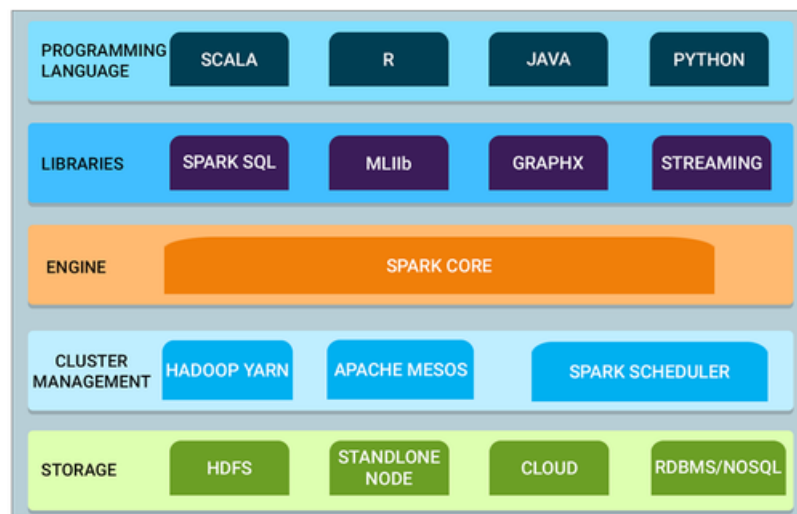 PROGRAMMING
LANGUAGE
SCALA
R
JAVA
PYTHON
LIBRARIES
SPARK SQL
MLIIb
GRAPHX
STREAMING
ENGINE
SPARK CORE
CLUSTER
MANAGEMENT
HADOOP YARN
APACHE MESOS
SPARK SCHEDULER
STORAGE
HDFS
STANDLONE
NODE
CLOUD
RDBMS/NOSQL